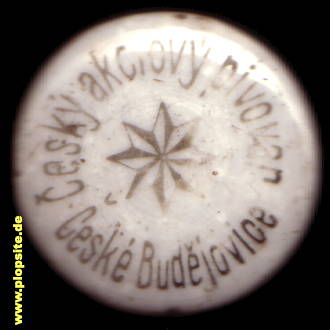 Český akciový pivovar
České Budějovice
www.plopsite.de